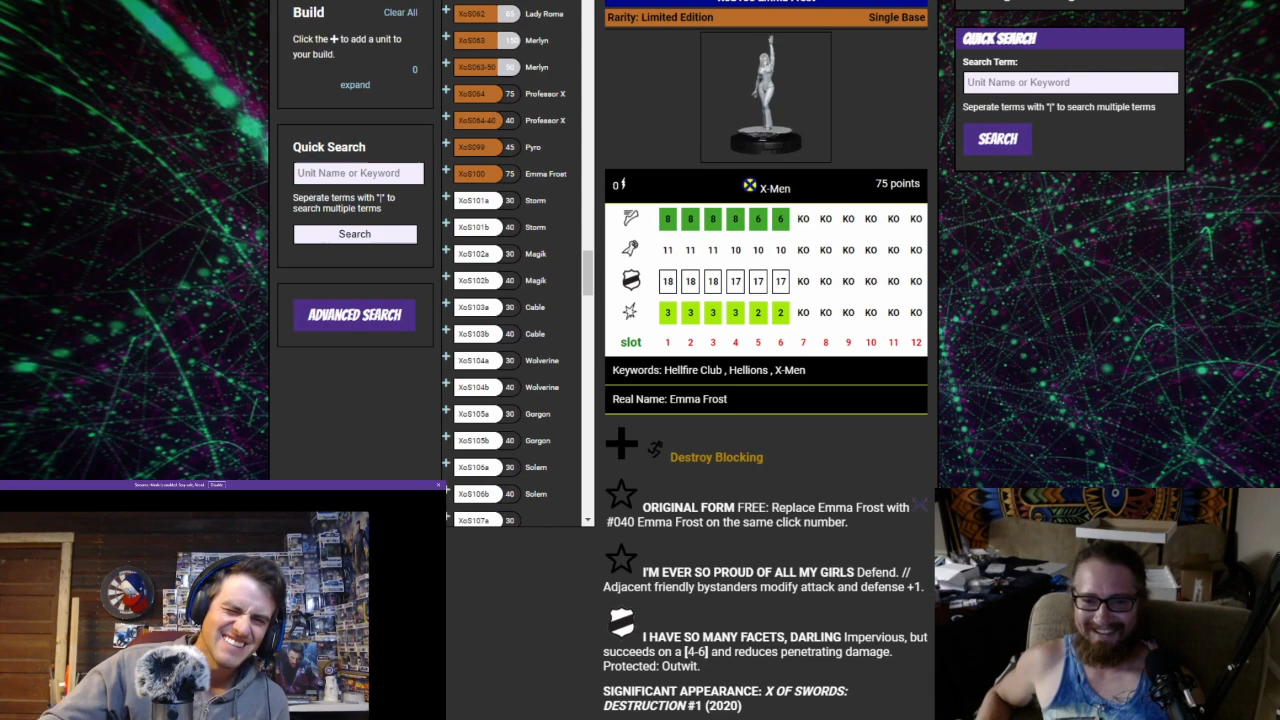 Build
Clear All
Click the + to add a unit to
your build.
0
expand
Quick Search
Unit Name or Keyword
Seperate terms with "|" to
search multiple terms
Search
ADVANCED SEARCH
XoS062 65 Lady Roma
XoS063 150 Merlyn
XoS063-50 50 Merlyn
XoS064 75 Professor X
XoS064-40 40 Professor X
XoS099 45 Pyro
XoS100 75 Emma Frost
XoS101a 30 Storm
XoS101b 40 Storm
XoS102a 30 Magik
XoS102b 40 Magik
XoS103a 30 Cable
XoS103b 40 Cable
XoS104a 30 Wolverine
XoS104b 40 Wolverine
XoS105a 30 Gorgon
XoS105b 40 Gorgon
XoS106a 30 Solem
XoS106b 40 Solem
XoS107a 30
Rarity: Limited Edition
Single Base
0
X-Men
75 points
8 8 8 8 6 6 KO KO KO KO KO KO
11 11 11 10 10 10 KO KO KO KO KO KO
18 18 18 17 17 17 KO KO KO KO KO KO
3 3 3 3 2 2 KO KO KO KO KO KO
slot 1 2 3 4 5 6 7 8 9 10 11 12
Keywords: Hellfire Club , Hellions , X-Men
Real Name: Emma Frost
Destroy Blocking
ORIGINAL FORM FREE: Replace Emma Frost with
#040 Emma Frost on the same click number.
I'M EVER SO PROUD OF ALL MY GIRLS Defend. //
Adjacent friendly bystanders modify attack and defense +1.
I HAVE SO MANY FACETS, DARLING Impervious, but
succeeds on a [4-6] and reduces penetrating damage.
Protected: Outwit.
SIGNIFICANT APPEARANCE: X OF SWORDS:
DESTRUCTION #1 (2020)
QUICK SEARCH
Search Term:
Unit Name or Keyword
Seperate terms with "|" to search multiple terms
SEARCH